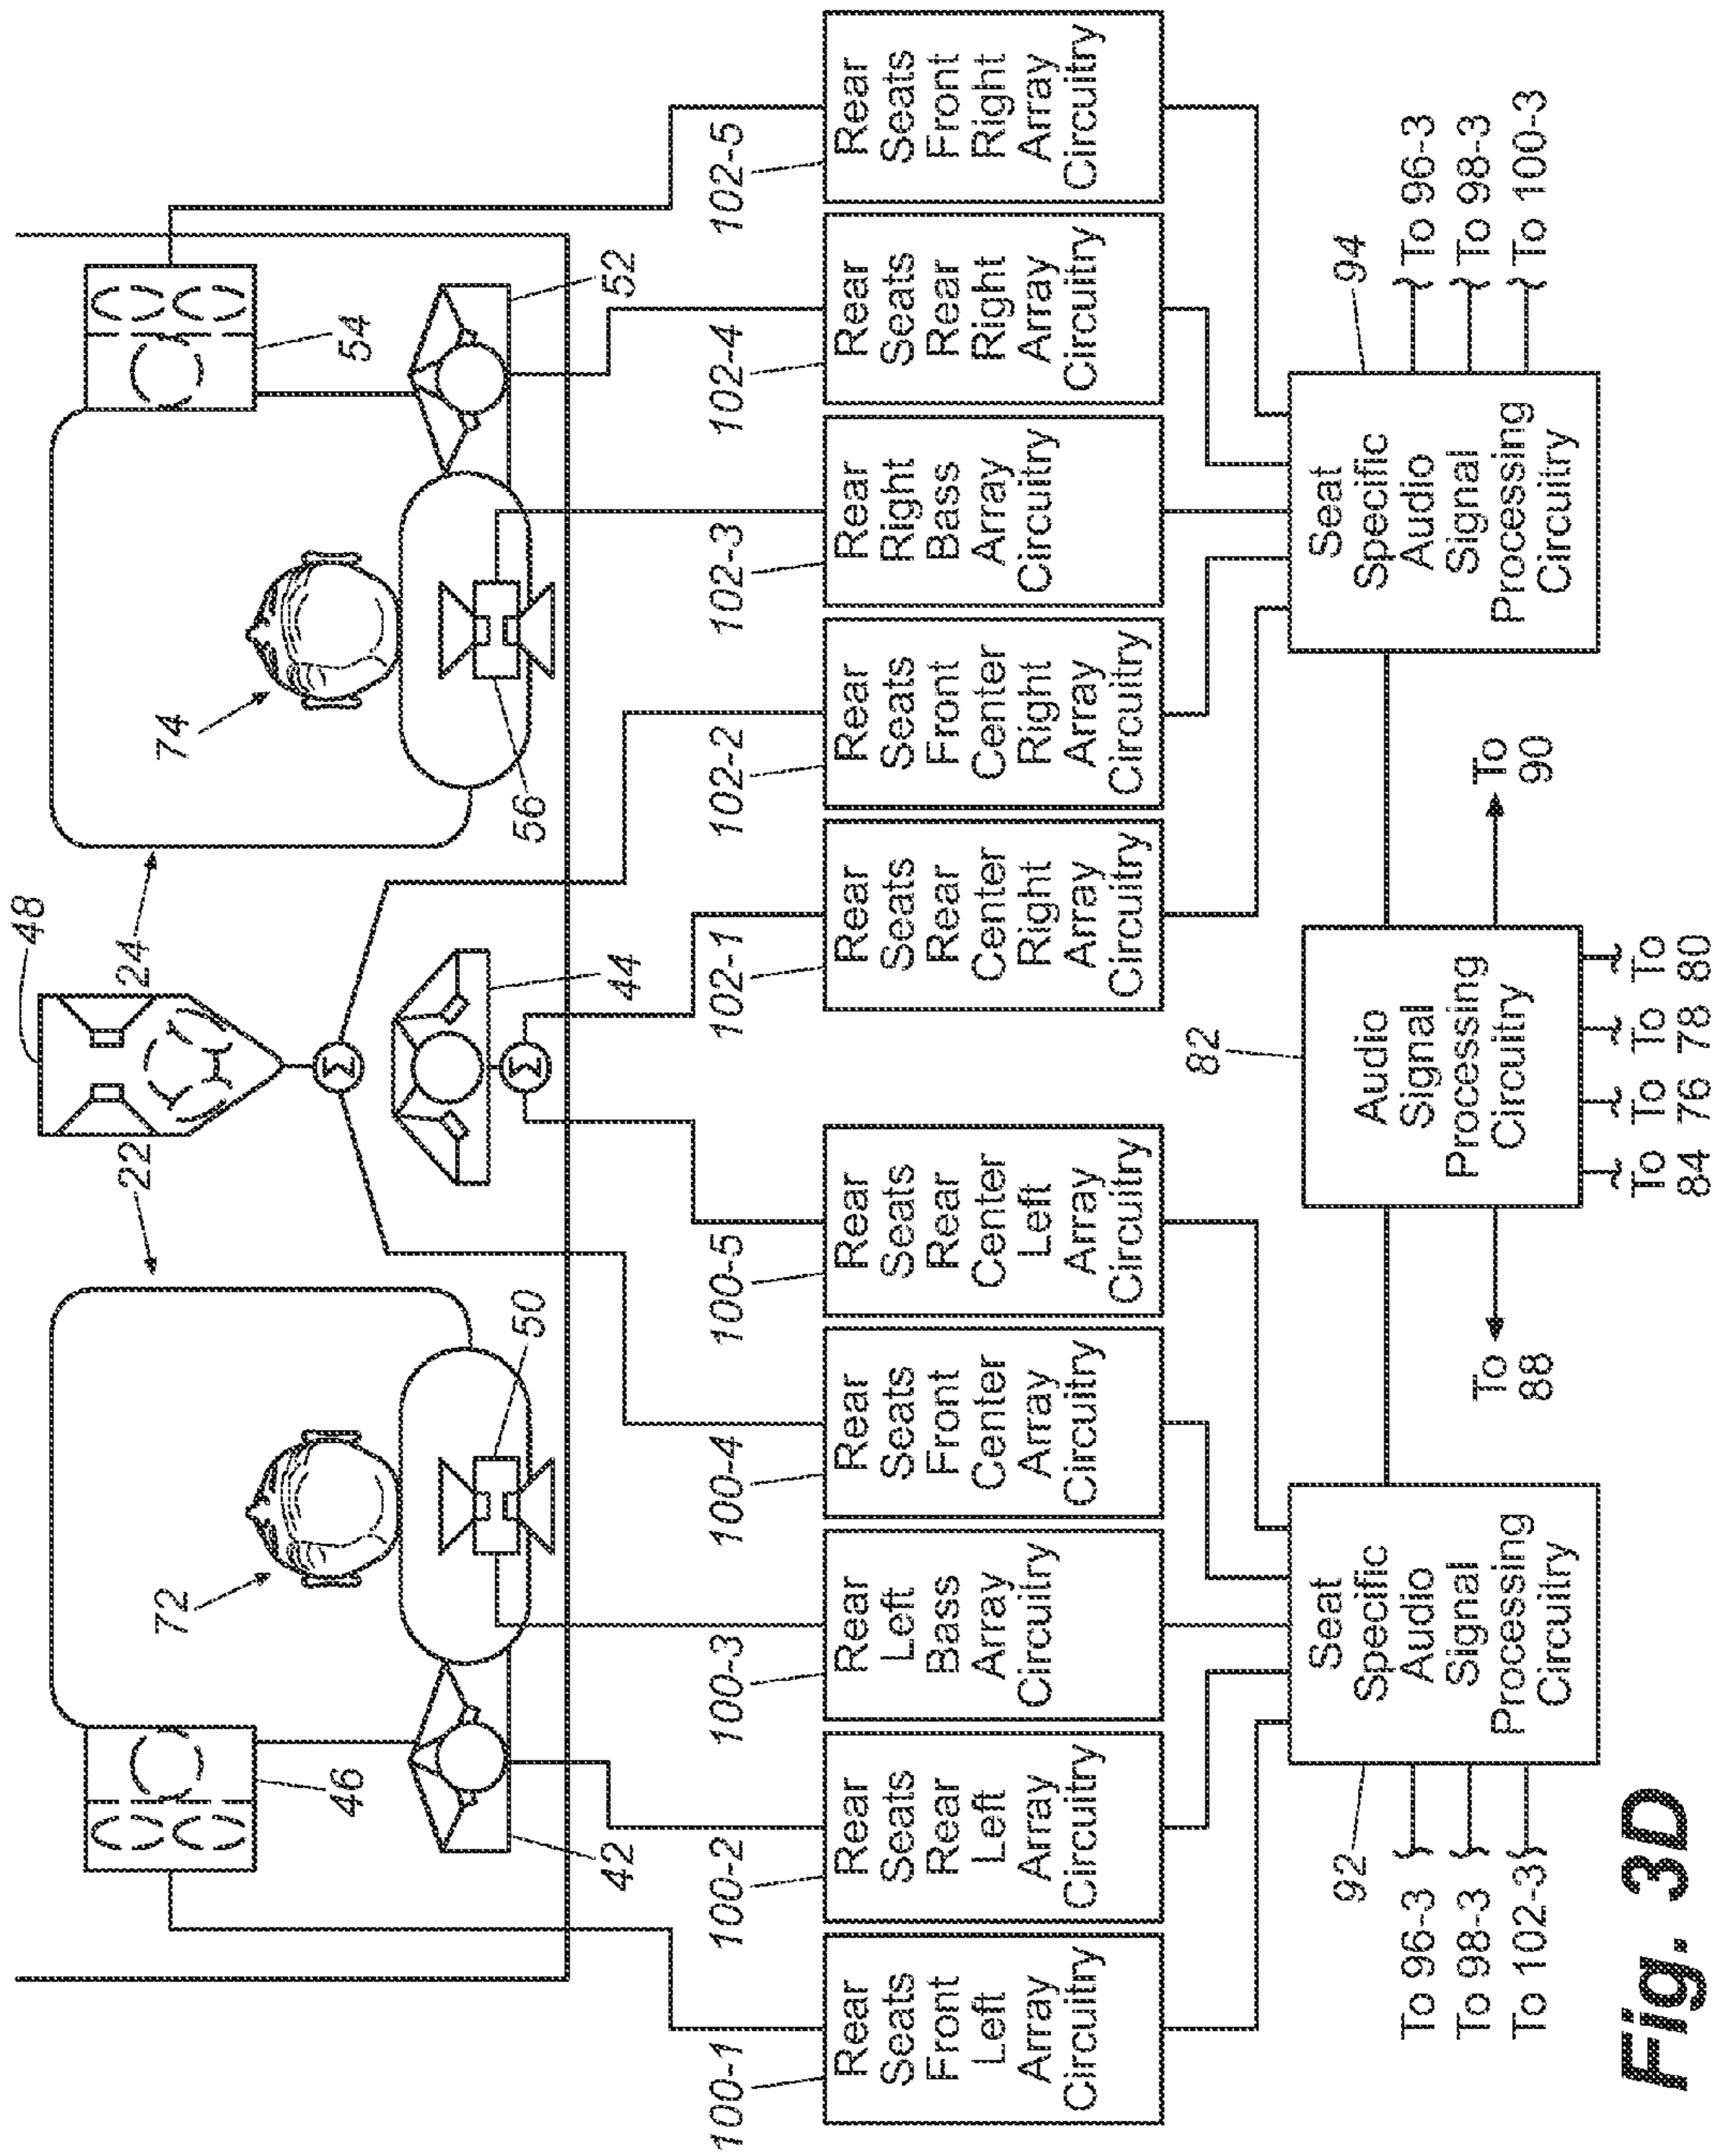 48
22
24
54
46
74
72
52
44
42
56
50
100-1
100-2
100-3
100-4
100-5
102-1
102-2
102-3
102-4
102-5
Rear
Seats
Front
Left
Array
Circuitry
Rear
Seats
Rear
Left
Array
Circuitry
Rear
Left
Bass
Array
Circuitry
Rear
Seats
Front
Center
Array
Circuitry
Rear
Seats
Rear
Center
Left
Array
Circuitry
Rear
Seats
Rear
Center
Right
Array
Circuitry
Rear
Seats
Front
Center
Right
Array
Circuitry
Rear
Right
Bass
Array
Circuitry
Rear
Seats
Rear
Right
Array
Circuitry
Rear
Seats
Front
Right
Array
Circuitry
Σ
Σ
92
Seat
Specific
Audio
Signal
Processing
Circuitry
To 96-3
To 98-3
To 102-3
82
Audio
Signal
Processing
Circuitry
To
88
To
90
To
84
To
76
To
78
To
80
94
Seat
Specific
Audio
Signal
Processing
Circuitry
To 96-3
To 98-3
To 100-3
Fig. 3D